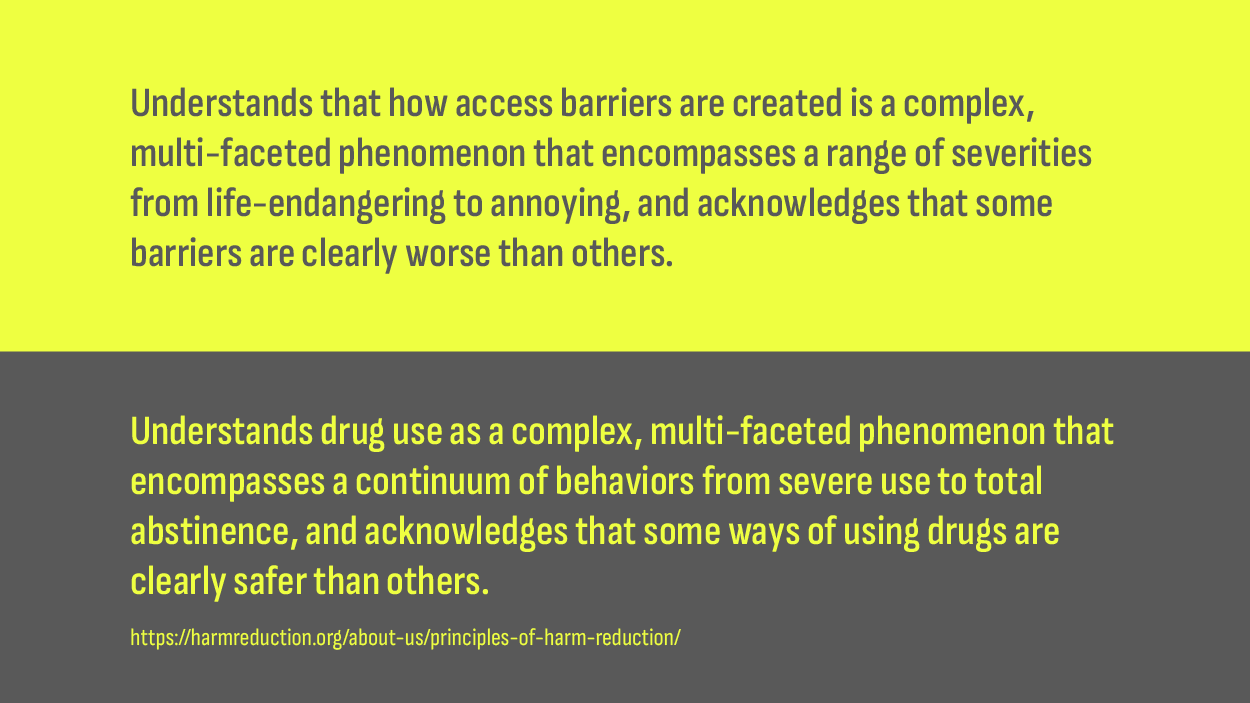 Understands that how access barriers are created is a complex,
multi-faceted phenomenon that encompasses a range of severities
from life-endangering to annoying, and acknowledges that some
barriers are clearly worse than others.
Understands drug use as a complex, multi-faceted phenomenon that
encompasses a continuum of behaviors from severe use to total
abstinence, and acknowledges that some ways of using drugs are
clearly safer than others.
https://harmreduction.org/about-us/principles-of-harm-reduction/